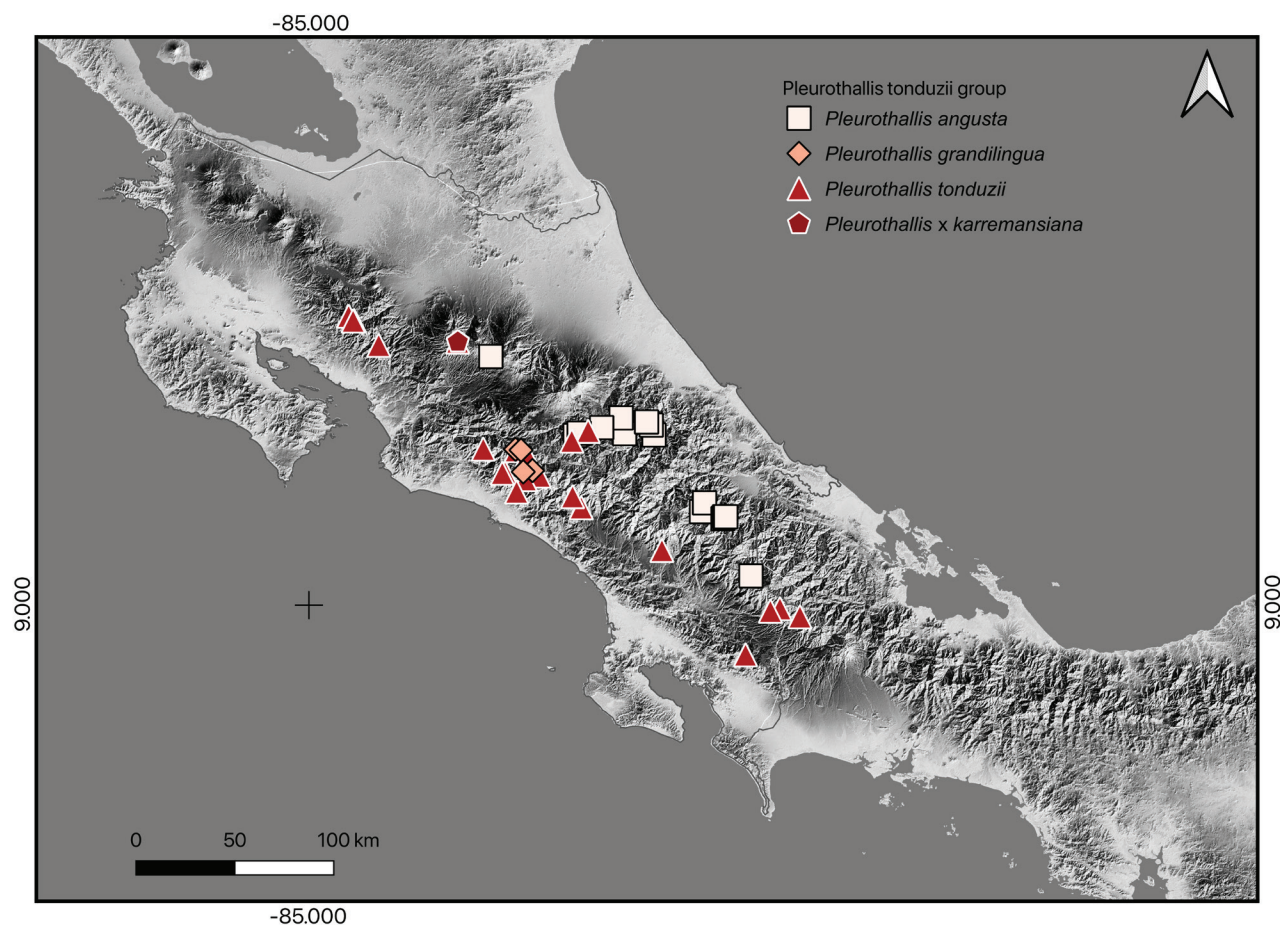 -85.000
Pleurothallis tonduzii group
Pleurothallis angusta
Pleurothallis grandilingua
Pleurothallis tonduzii
Pleurothallis x karremansiana
9.000
9.000
0 50 100 km
-85.000